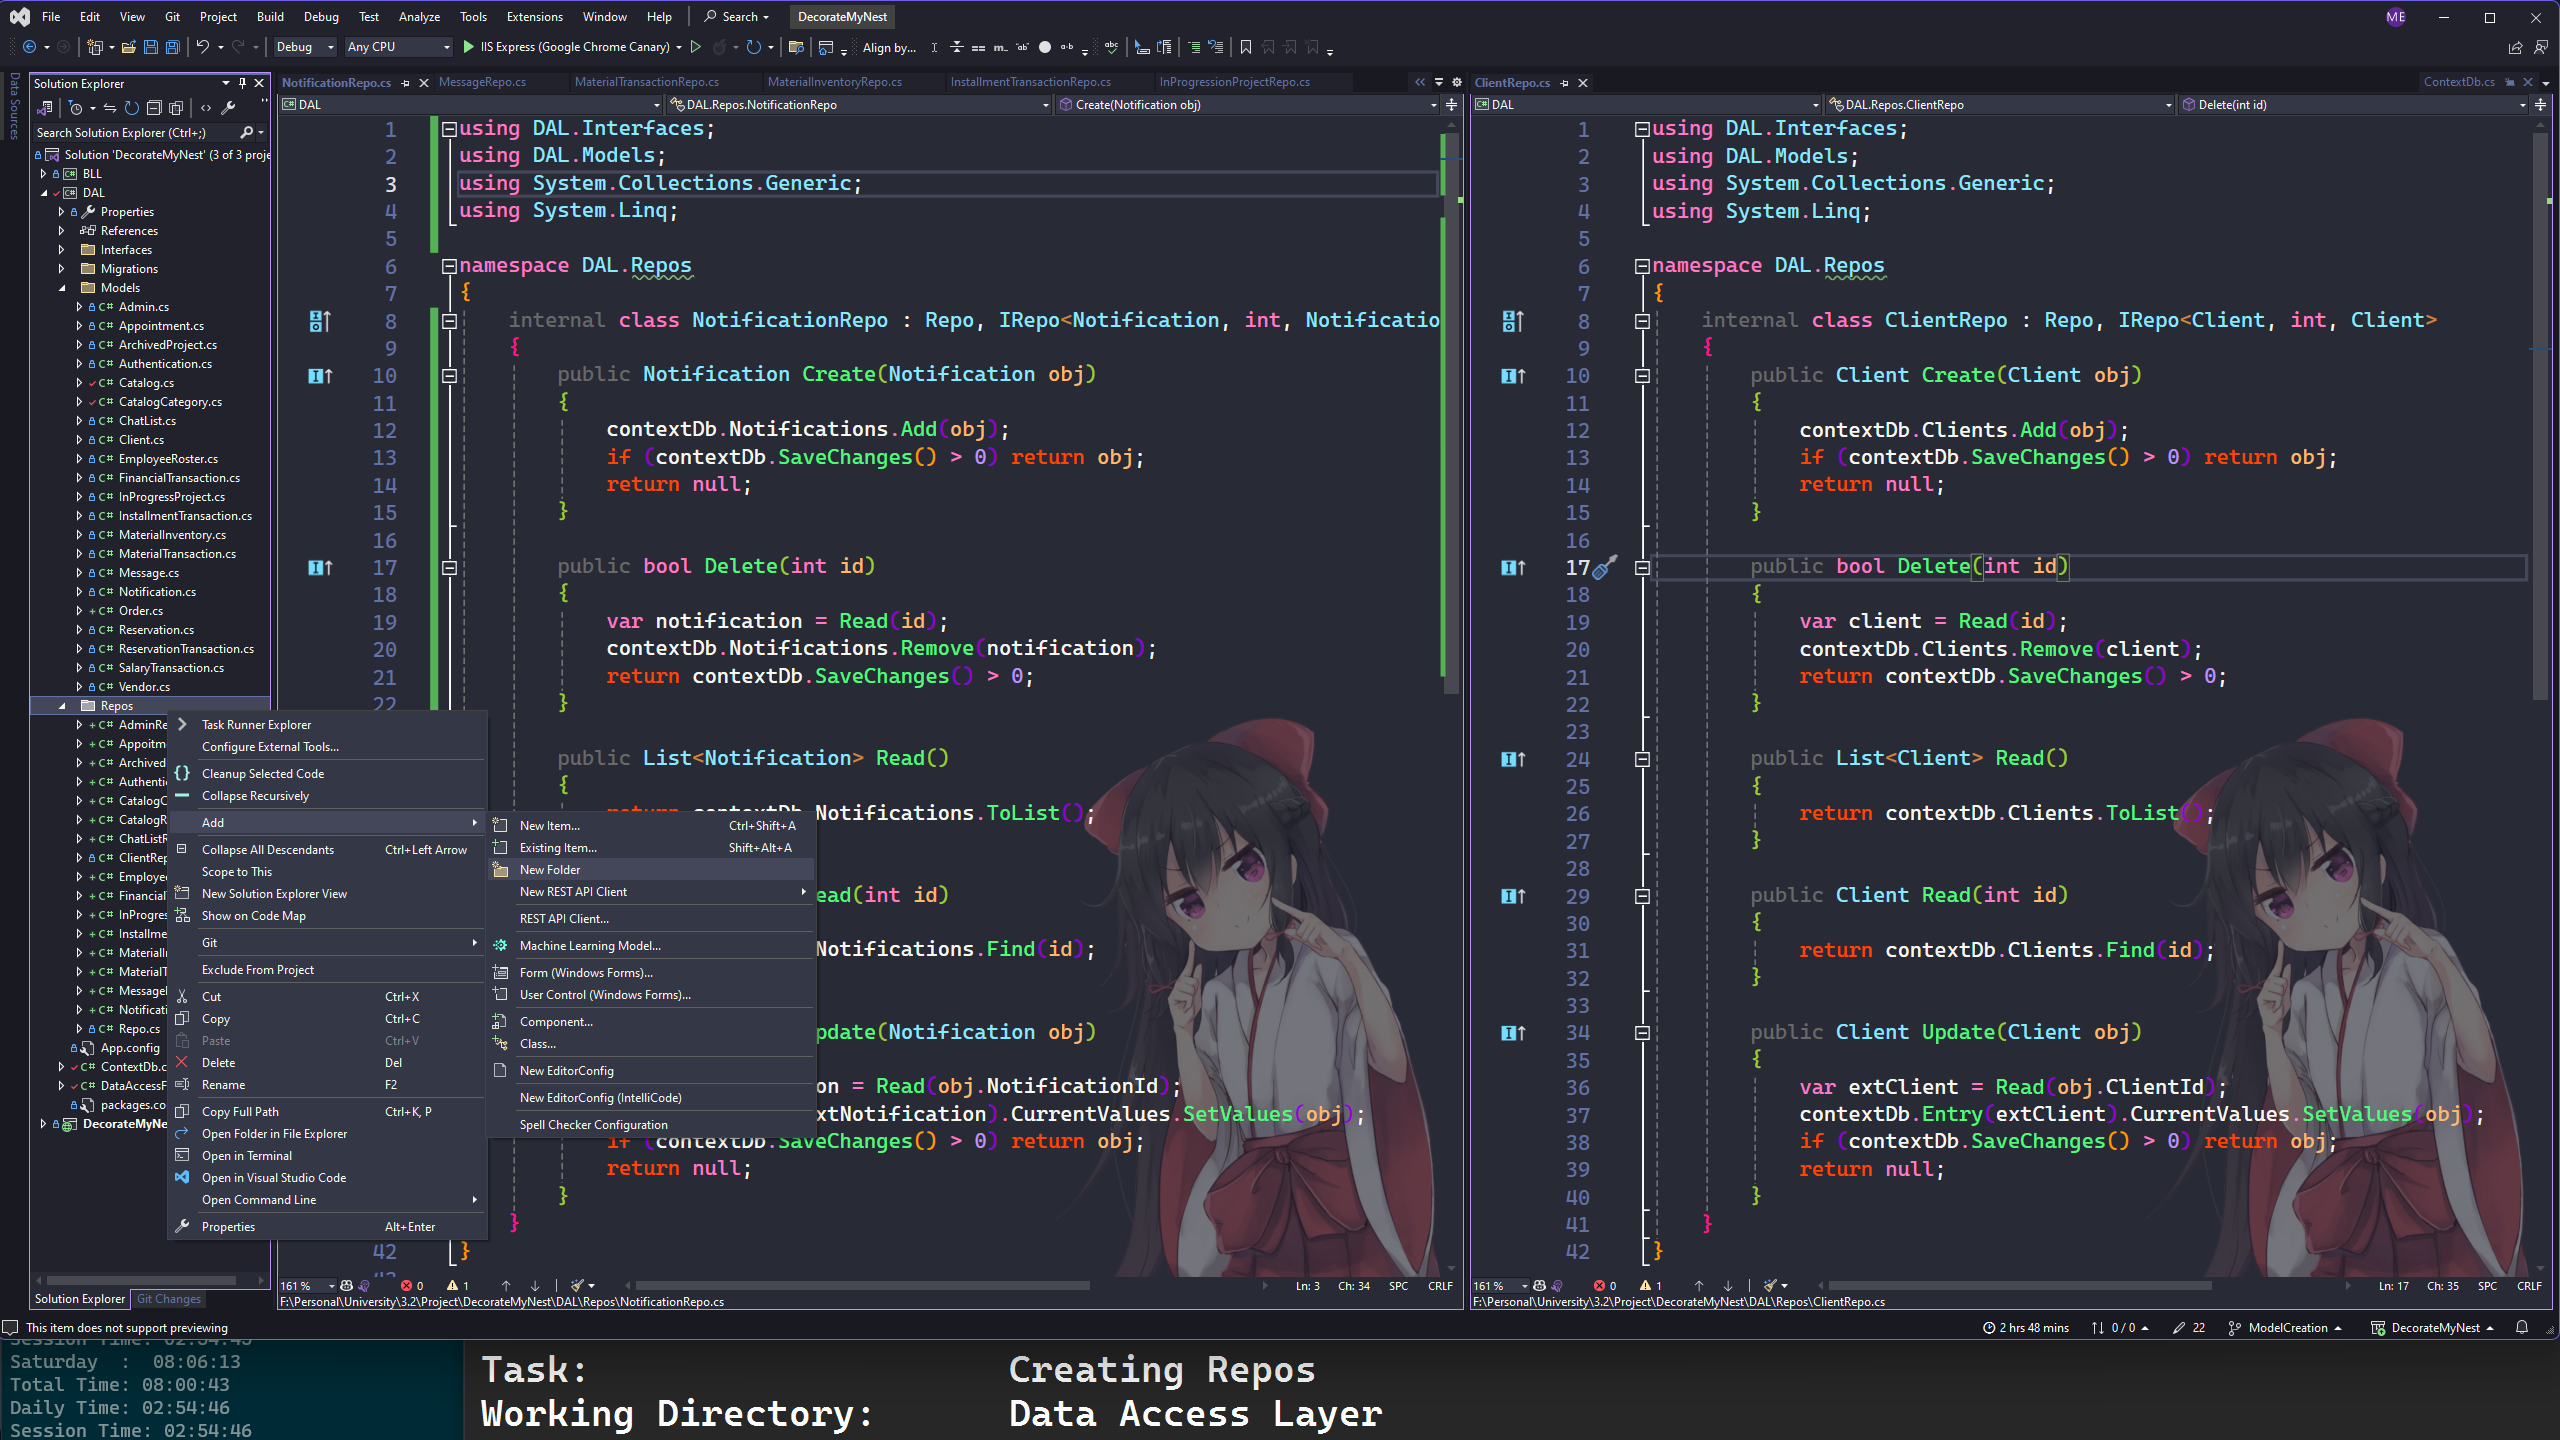 File Edit View Git Project Build Debug Test Analyze Tools Extensions Window Help Search DecorateMyNest ME
Debug Any CPU IIS Express (Google Chrome Canary) Align by...
Data Sources
Solution Explorer
Search Solution Explorer (Ctrl+;)
Solution 'DecorateMyNest' (3 of 3 proje
BLL
DAL
Properties
References
Interfaces
Migrations
Models
Admin.cs
Appointment.cs
ArchivedProject.cs
Authentication.cs
Catalog.cs
CatalogCategory.cs
ChatList.cs
Client.cs
EmployeeRoster.cs
FinancialTransaction.cs
InProgressProject.cs
InstallmentTransaction.cs
MaterialInventory.cs
MaterialTransaction.cs
Message.cs
Notification.cs
Order.cs
Reservation.cs
ReservationTransaction.cs
SalaryTransaction.cs
Vendor.cs
Repos
AdminRe
Appoitm
Archived
Authenti
CatalogC
CatalogR
ChatListR
ClientRep
Employee
Financial
InProgres
Installme
MaterialI
MaterialT
Message
Notificati
Repo.cs
App.config
ContextDb.c
DataAccessF
packages.co
DecorateMyNe
Solution Explorer Git Changes
Task Runner Explorer
Configure External Tools...
Cleanup Selected Code
Collapse Recursively
Add
Collapse All Descendants Ctrl+Left Arrow
Scope to This
New Solution Explorer View
Show on Code Map
Git
Exclude From Project
Cut Ctrl+X
Copy Ctrl+C
Paste Ctrl+V
Delete Del
Rename F2
Copy Full Path Ctrl+K, P
Open Folder in File Explorer
Open in Terminal
Open in Visual Studio Code
Open Command Line
Properties Alt+Enter
New Item... Ctrl+Shift+A
Existing Item... Shift+Alt+A
New Folder
New REST API Client
REST API Client...
Machine Learning Model...
Form (Windows Forms)...
User Control (Windows Forms)...
Component...
Class...
New EditorConfig
New EditorConfig (IntelliCode)
Spell Checker Configuration
NotificationRepo.cs MessageRepo.cs MaterialTransactionRepo.cs MaterialInventoryRepo.cs InstallmentTransactionRepo.cs InProgressionProjectRepo.cs
DAL DAL.Repos.NotificationRepo Create(Notification obj)
1 using DAL.Interfaces;
2 using DAL.Models;
3 using System.Collections.Generic;
4 using System.Linq;
5
6 namespace DAL.Repos
7 {
8 internal class NotificationRepo : Repo, IRepo<Notification, int, Notificatio
9 {
10 public Notification Create(Notification obj)
11 {
12 contextDb.Notifications.Add(obj);
13 if (contextDb.SaveChanges() > 0) return obj;
14 return null;
15 }
16
17 public bool Delete(int id)
18 {
19 var notification = Read(id);
20 contextDb.Notifications.Remove(notification);
21 return contextDb.SaveChanges() > 0;
22 }
public List<Notification> Read()
{
return contextDb.Notifications.ToList();
ead(int id)
Notifications.Find(id);
pdate(Notification obj)
on = Read(obj.NotificationId);
xtNotification).CurrentValues.SetValues(obj);
if (contextDb.SaveChanges() > 0) return obj;
return null;
}
}
42 }
161 % 0 1 Ln: 3 Ch: 34 SPC CRLF
F:\Personal\University\3.2\Project\DecorateMyNest\DAL\Repos\NotificationRepo.cs
ClientRepo.cs ContextDb.cs
DAL DAL.Repos.ClientRepo Delete(int id)
1 using DAL.Interfaces;
2 using DAL.Models;
3 using System.Collections.Generic;
4 using System.Linq;
5
6 namespace DAL.Repos
7 {
8 internal class ClientRepo : Repo, IRepo<Client, int, Client>
9 {
10 public Client Create(Client obj)
11 {
12 contextDb.Clients.Add(obj);
13 if (contextDb.SaveChanges() > 0) return obj;
14 return null;
15 }
16
17 public bool Delete(int id)
18 {
19 var client = Read(id);
20 contextDb.Clients.Remove(client);
21 return contextDb.SaveChanges() > 0;
22 }
23
24 public List<Client> Read()
25 {
26 return contextDb.Clients.ToList();
27 }
28
29 public Client Read(int id)
30 {
31 return contextDb.Clients.Find(id);
32 }
33
34 public Client Update(Client obj)
35 {
36 var extClient = Read(obj.ClientId);
37 contextDb.Entry(extClient).CurrentValues.SetValues(obj);
38 if (contextDb.SaveChanges() > 0) return obj;
39 return null;
40 }
41 }
42 }
161 % 0 1 Ln: 17 Ch: 35 SPC CRLF
F:\Personal\University\3.2\Project\DecorateMyNest\DAL\Repos\ClientRepo.cs
This item does not support previewing 2 hrs 48 mins 0 / 0 22 ModelCreation DecorateMyNest
Saturday : 08:06:13
Total Time: 08:00:43
Daily Time: 02:54:46
Session Time: 02:54:46
Task: Creating Repos
Working Directory: Data Access Layer